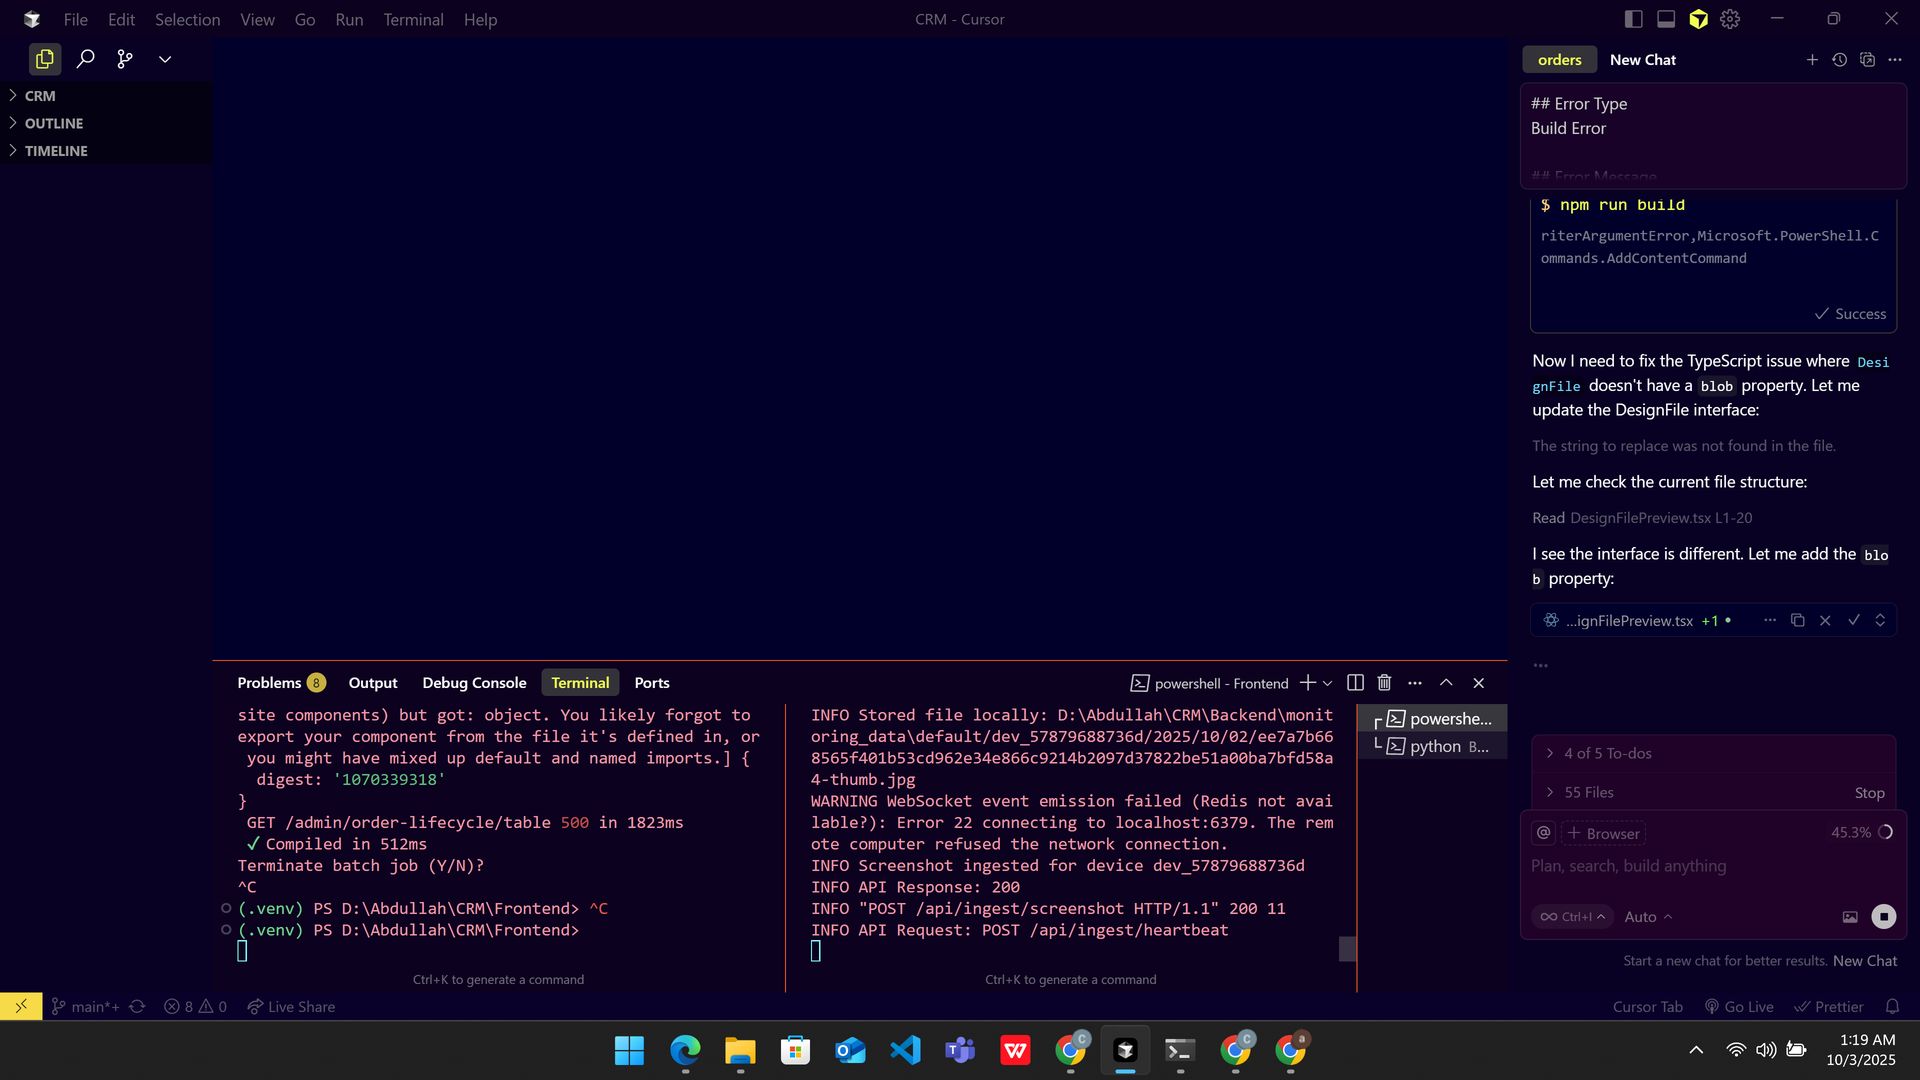 File Edit Selection View Go Run Terminal Help
CRM - Cursor
CRM
OUTLINE
TIMELINE
orders New Chat
## Error Type
Build Error
## Error Message
$ npm run build
riterArgumentError,Microsoft.PowerShell.C
ommands.AddContentCommand
Success
Now I need to fix the TypeScript issue where Desi
gnFile doesn't have a blob property. Let me
update the DesignFile interface:
The string to replace was not found in the file.
Let me check the current file structure:
Read DesignFilePreview.tsx L1-20
I see the interface is different. Let me add the blo
b property:
...ignFilePreview.tsx +1 •
4 of 5 To-dos
55 Files Stop
@ + Browser 45.3%
Plan, search, build anything
∞ Ctrl+I Auto
Start a new chat for better results. New Chat
Problems 8 Output Debug Console Terminal Ports
powershell - Frontend
site components) but got: object. You likely forgot to
export your component from the file it's defined in, or
you might have mixed up default and named imports.] {
digest: '1070339318'
}
GET /admin/order-lifecycle/table 500 in 1823ms
✓ Compiled in 512ms
Terminate batch job (Y/N)?
^C
(.venv) PS D:\Abdullah\CRM\Frontend> ^C
(.venv) PS D:\Abdullah\CRM\Frontend>
Ctrl+K to generate a command
INFO Stored file locally: D:\Abdullah\CRM\Backend\monit
oring_data\default/dev_57879688736d/2025/10/02/ee7a7b66
8565f401b53cd962e34e866c9214b2097d37822be51a00ba7bfd58a
4-thumb.jpg
WARNING WebSocket event emission failed (Redis not avai
lable?): Error 22 connecting to localhost:6379. The rem
ote computer refused the network connection.
INFO Screenshot ingested for device dev_57879688736d
INFO API Response: 200
INFO "POST /api/ingest/screenshot HTTP/1.1" 200 11
INFO API Request: POST /api/ingest/heartbeat
Ctrl+K to generate a command
powershe...
python B...
main*+ 8 0 Live Share
Cursor Tab Go Live Prettier
1:19 AM
10/3/2025